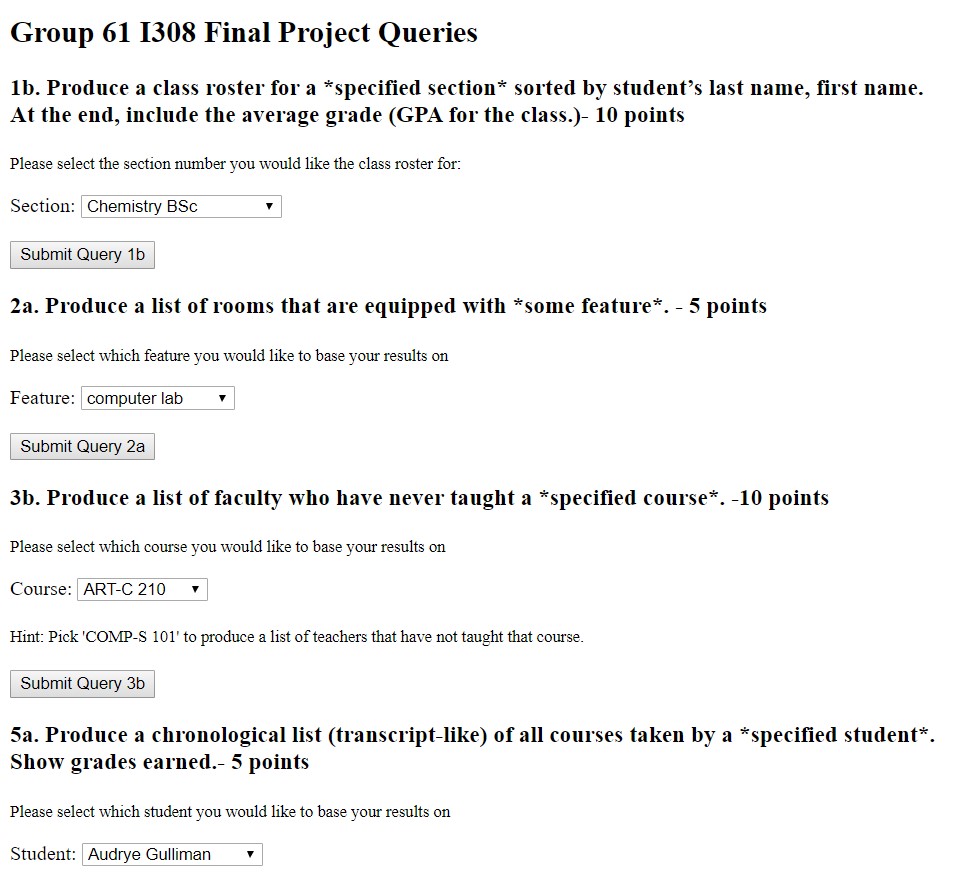 Group 61 I308 Final Project Queries
1b. Produce a class roster for a *specified section* sorted by student’s last name, first name.
At the end, include the average grade (GPA for the class.)- 10 points
Please select the section number you would like the class roster for:
Section: Chemistry BSc
Submit Query 1b
2a. Produce a list of rooms that are equipped with *some feature*. - 5 points
Please select which feature you would like to base your results on
Feature: computer lab
Submit Query 2a
3b. Produce a list of faculty who have never taught a *specified course*. -10 points
Please select which course you would like to base your results on
Course: ART-C 210
Hint: Pick 'COMP-S 101' to produce a list of teachers that have not taught that course.
Submit Query 3b
5a. Produce a chronological list (transcript-like) of all courses taken by a *specified student*.
Show grades earned.- 5 points
Please select which student you would like to base your results on
Student: Audrye Gulliman